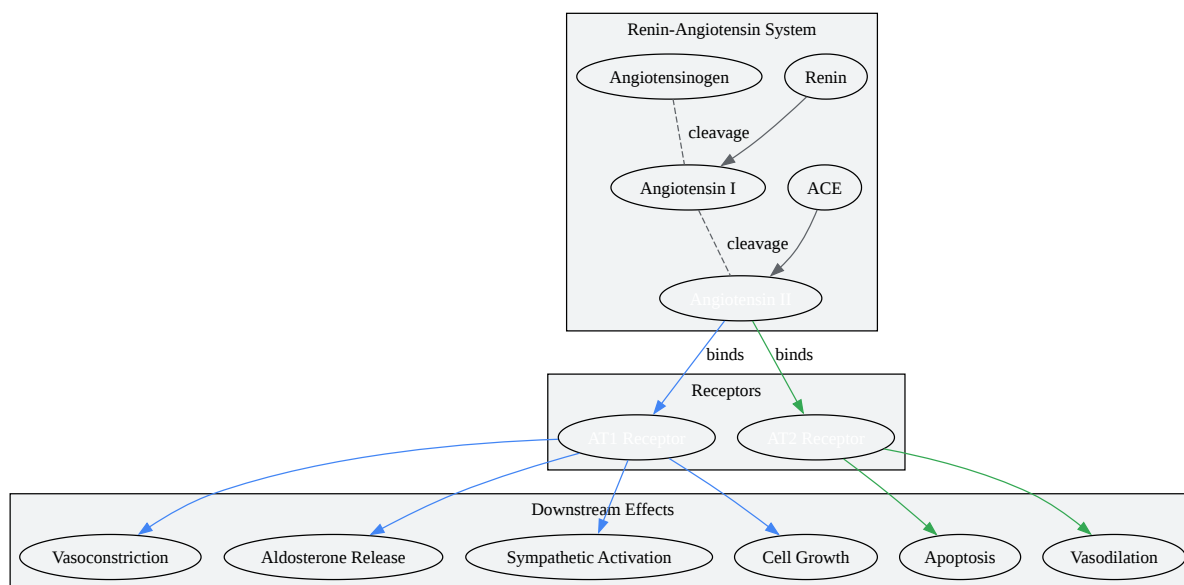 Renin-Angiotensin System
Angiotensinogen
Renin
cleavage
Angiotensin I
ACE
cleavage
Angiotensin II
binds
binds
Receptors
AT1 Receptor
AT2 Receptor
Downstream Effects
Vasoconstriction
Aldosterone Release
Sympathetic Activation
Cell Growth
Apoptosis
Vasodilation